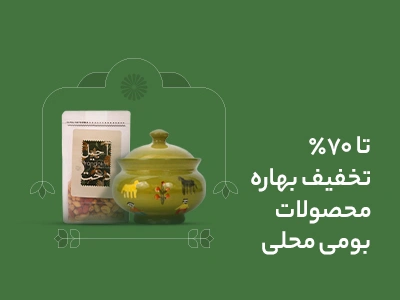 تا ۷۰%
تخفیف بهاره
محصولات
بومی محلی